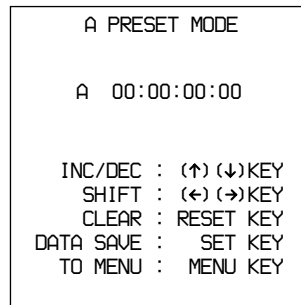 A PRESET MODE
A 00:00:00:00
INC/DEC : (↑)(↓)KEY
SHIFT : (←)(→)KEY
CLEAR : RESET KEY
DATA SAVE : SET KEY
TO MENU : MENU KEY